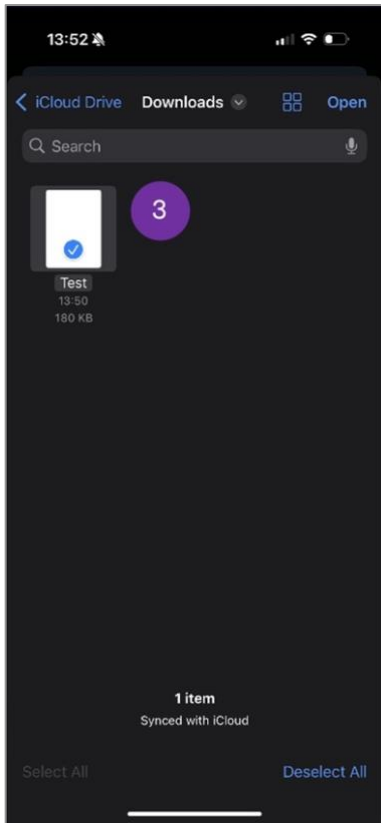 13:52
iCloud Drive Downloads Open
Search
3
Test
13:50
180 KB
1 item
Synced with iCloud
Select All Deselect All